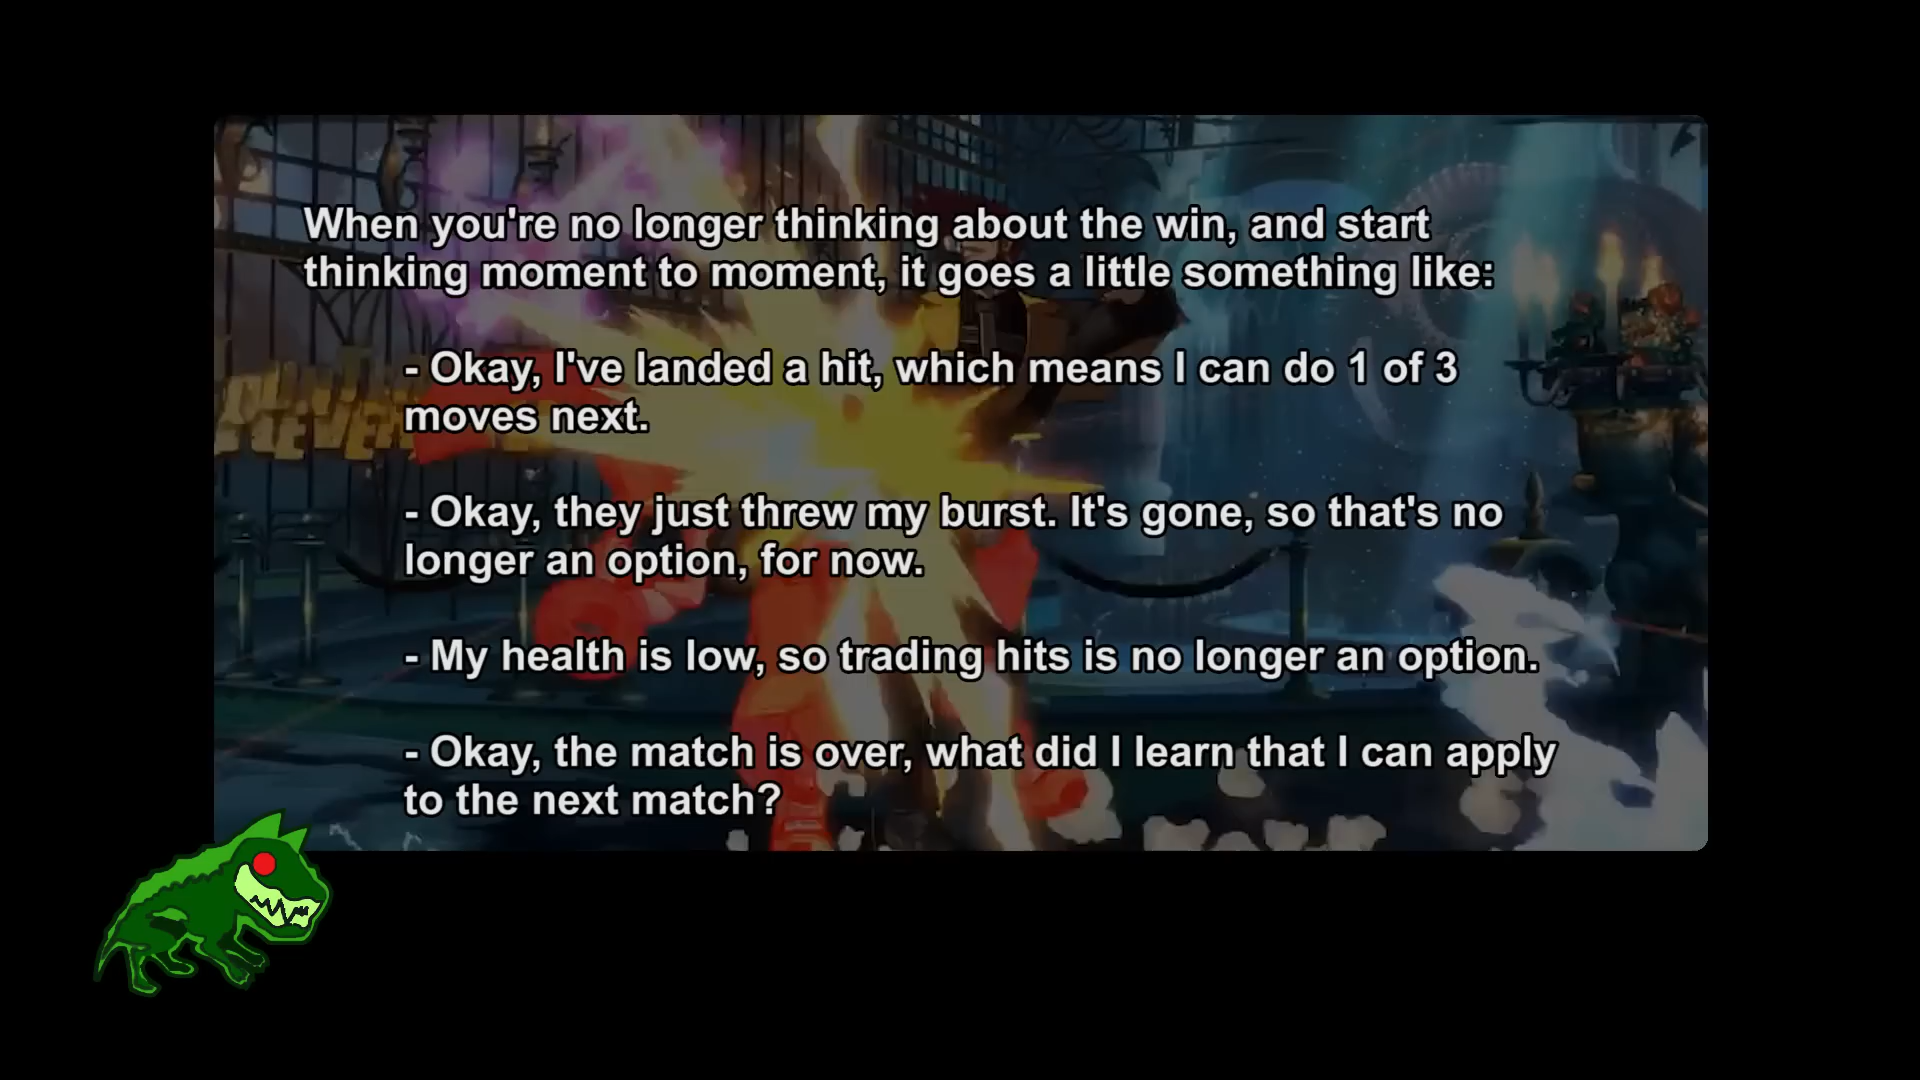 When you're no longer thinking about the win, and start
thinking moment to moment, it goes a little something like:
- Okay, I've landed a hit, which means I can do 1 of 3
moves next.
- Okay, they just threw my burst. It's gone, so that's no
longer an option, for now.
- My health is low, so trading hits is no longer an option.
- Okay, the match is over, what did I learn that I can apply
to the next match?